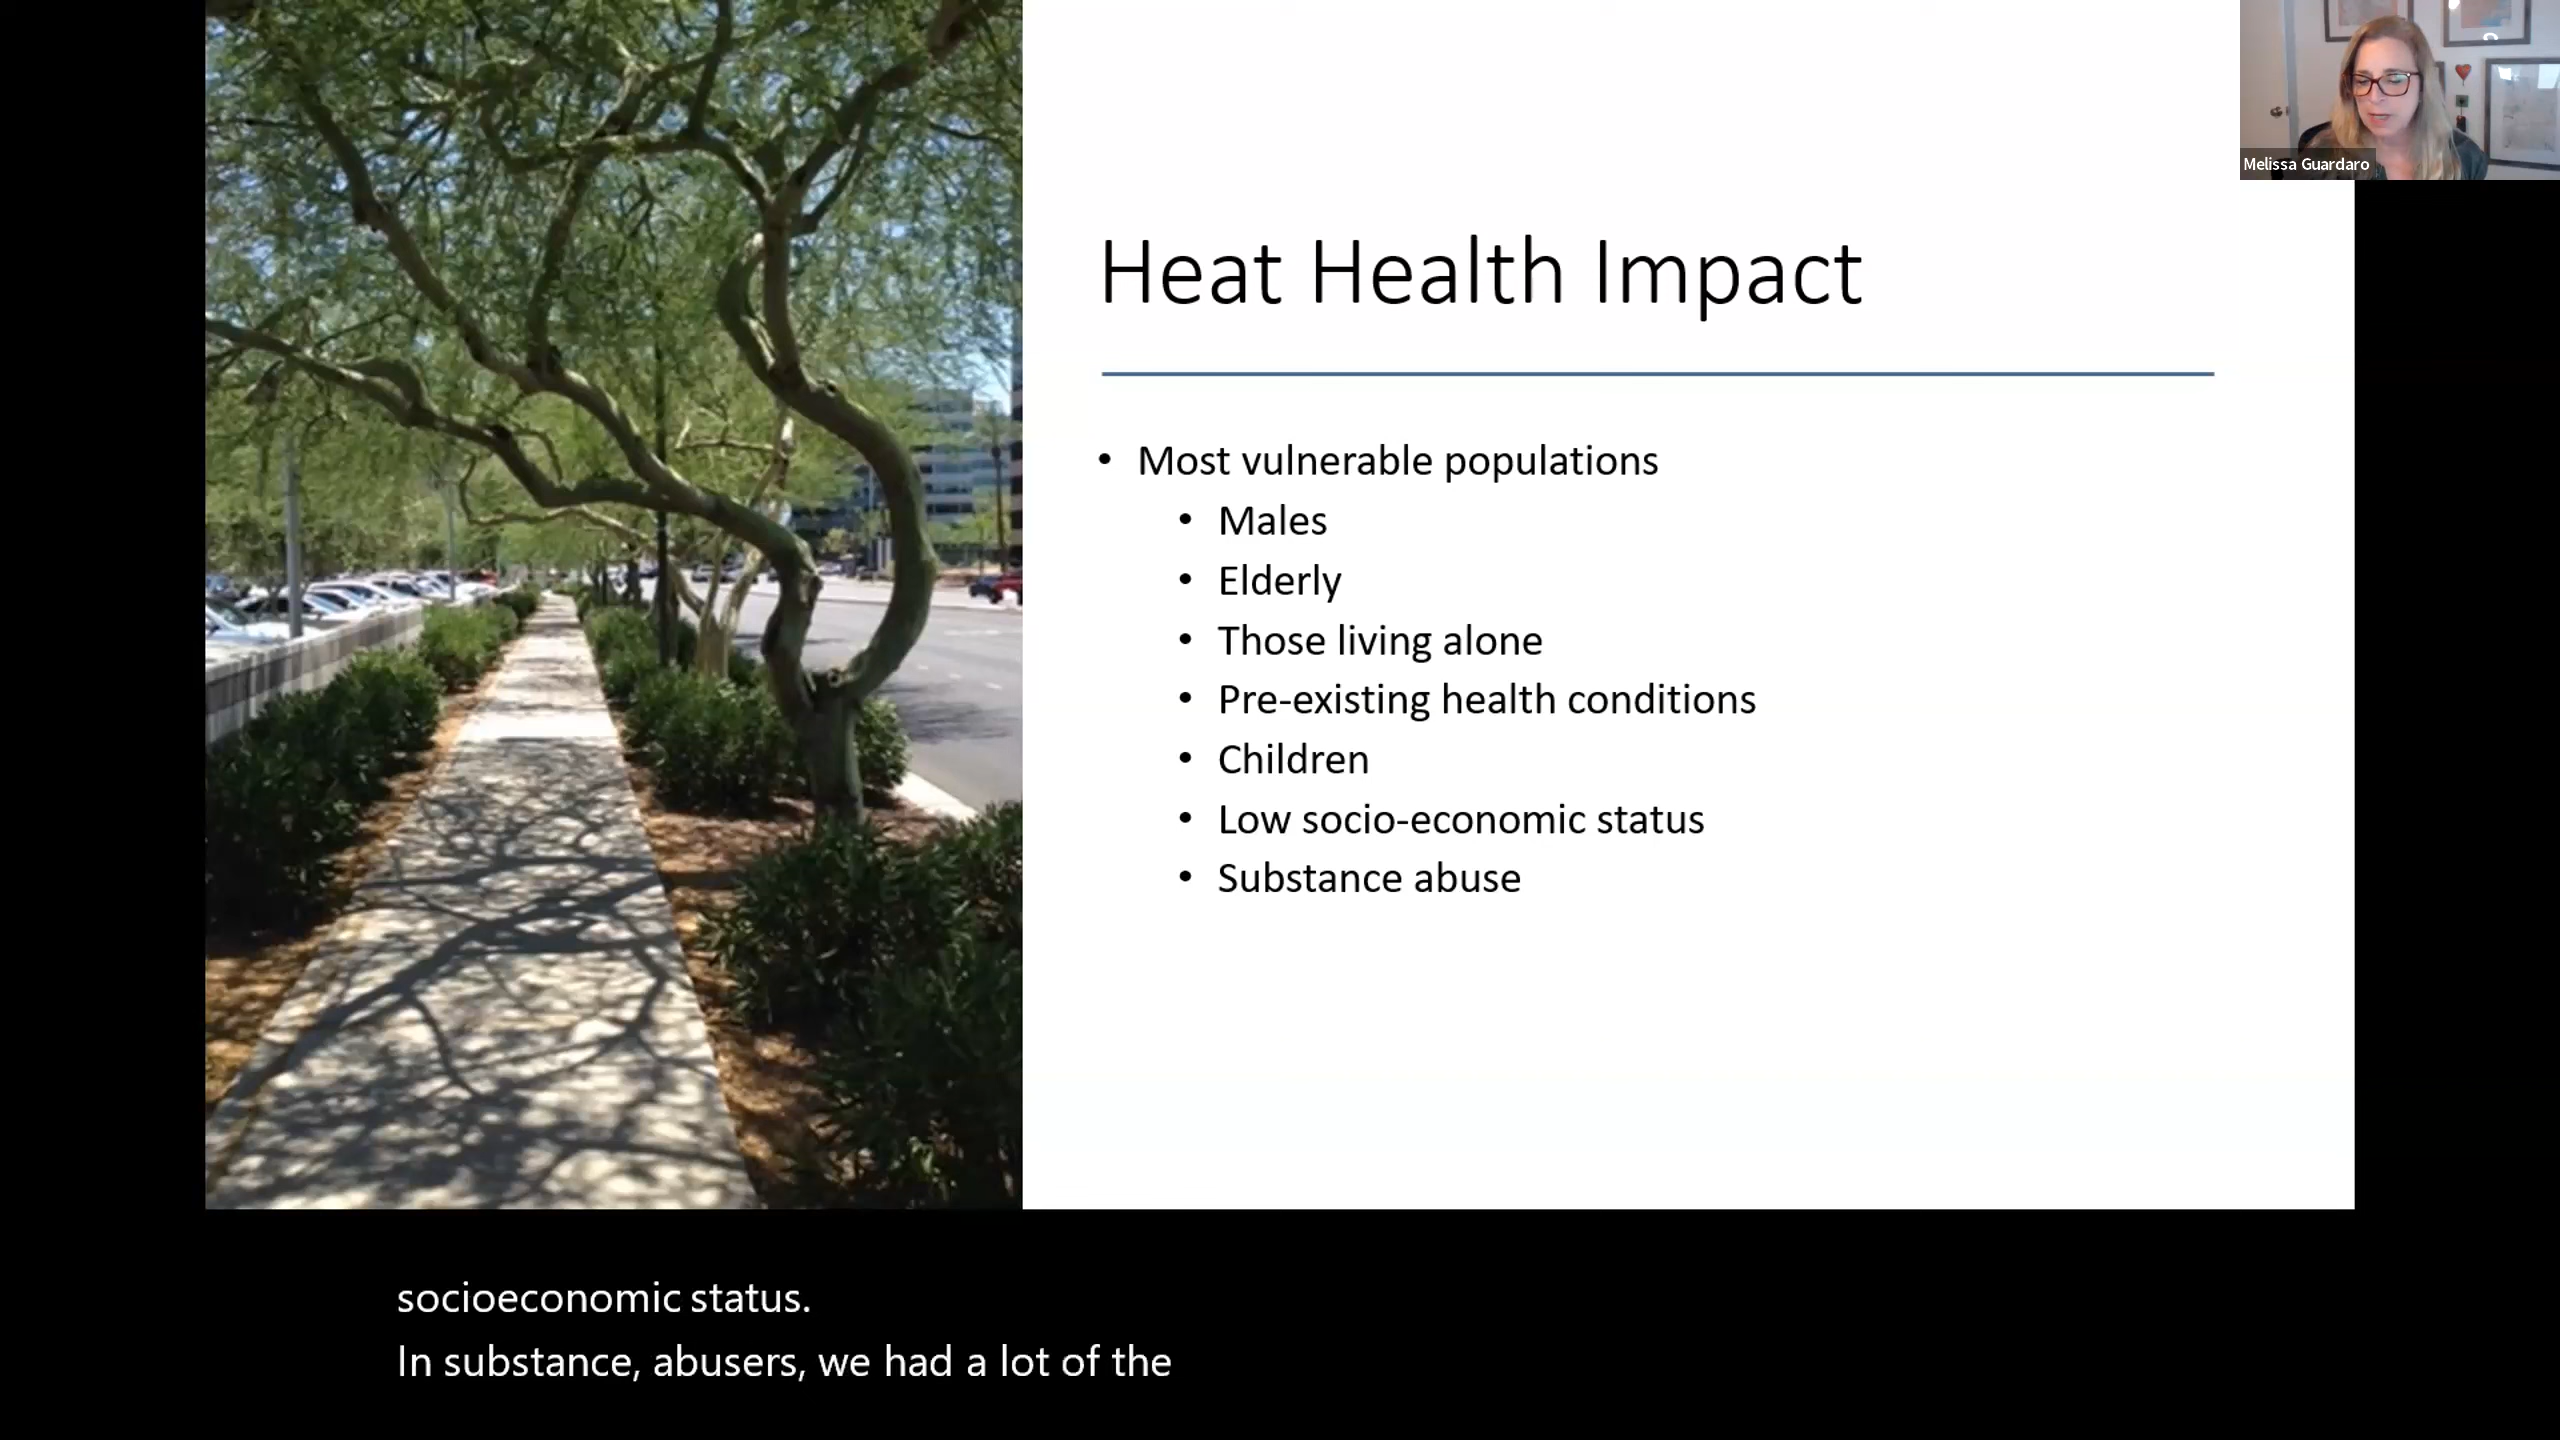 Melissa Guardaro
Heat Health Impact
• Most vulnerable populations
• Males
• Elderly
• Those living alone
• Pre-existing health conditions
• Children
• Low socio-economic status
• Substance abuse
socioeconomic status.
In substance, abusers, we had a lot of the